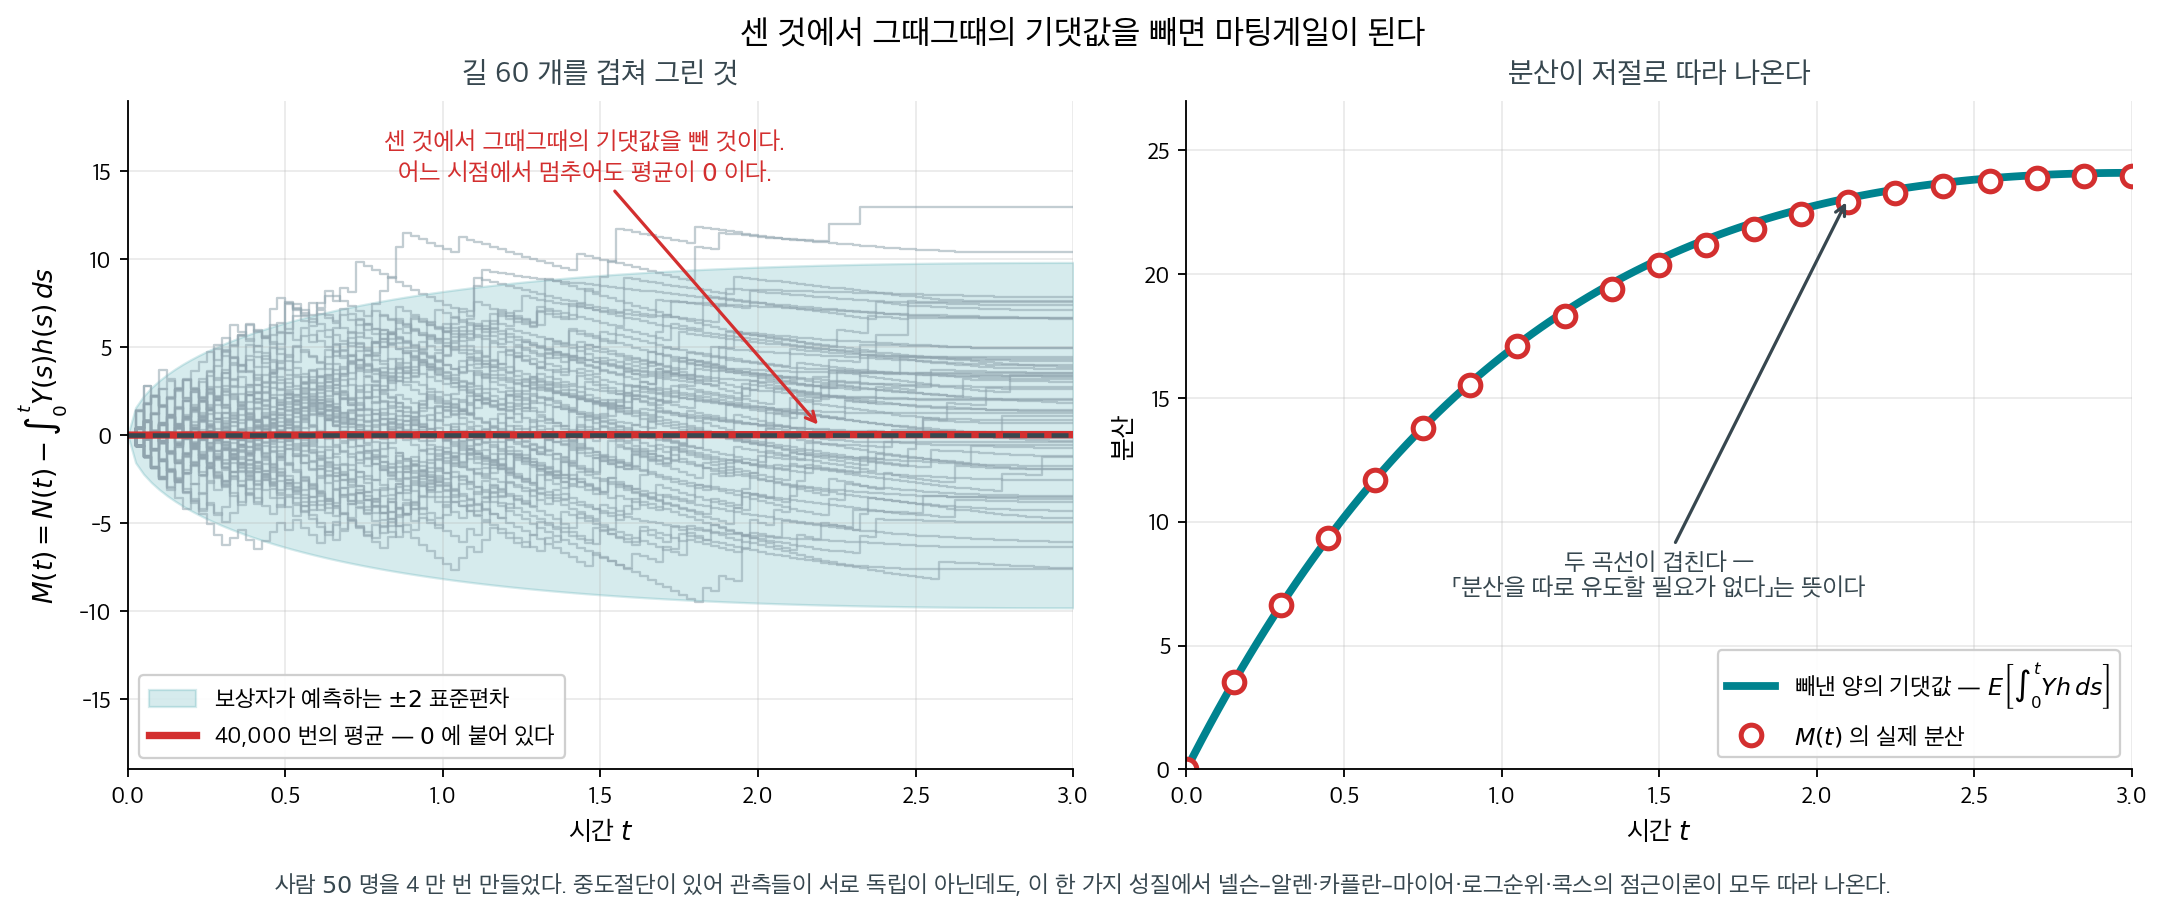 센 것에서 그때그때의 기댓값을 빼면 마팅게일이 된다
길 60 개를 겹쳐 그린 것
센 것에서 그때그때의 기댓값을 뺀 것이다.
어느 시점에서 멈추어도 평균이 0 이다.
M(t) = N(t) − ∫₀ᵗ Y(s)h(s) ds
15
10
5
0
−5
−10
−15
보상자가 예측하는 ±2 표준편차
40,000 번의 평균 — 0 에 붙어 있다
0.0 0.5 1.0 1.5 2.0 2.5 3.0
시간 t
분산이 저절로 따라 나온다
분산
25
20
15
10
5
0
두 곡선이 겹친다 —
「분산을 따로 유도할 필요가 없다」는 뜻이다
빼낸 양의 기댓값 — E[∫₀ᵗ Yh ds]
M(t) 의 실제 분산
0.0 0.5 1.0 1.5 2.0 2.5 3.0
시간 t
사람 50 명을 4 만 번 만들었다. 중도절단이 있어 관측들이 서로 독립이 아닌데도, 이 한 가지 성질에서 넬슨–알렌·카플란–마이어·로그순위·콕스의 점근이론이 모두 따라 나온다.